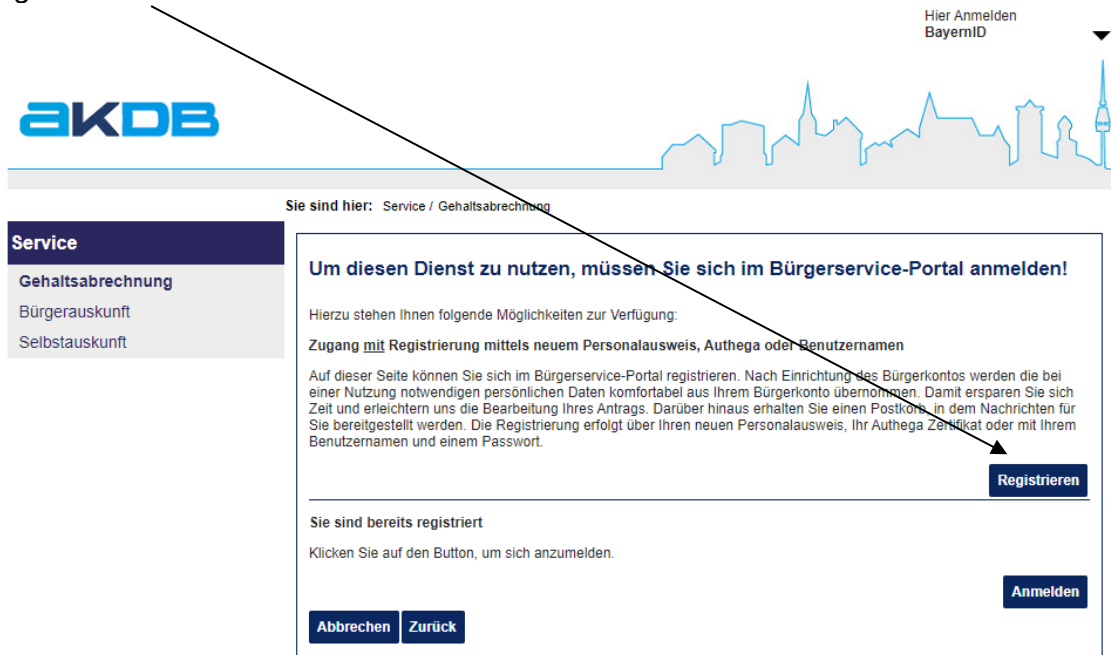 Hier Anmelden
BayernID
aKDB
Sie sind hier: Service / Gehaltsabrechnung
Service
Gehaltsabrechnung
Bürgerauskunft
Selbstauskunft
Um diesen Dienst zu nutzen, müssen Sie sich im Bürgerservice-Portal anmelden!
Hierzu stehen Ihnen folgende Möglichkeiten zur Verfügung:
Zugang mit Registrierung mittels neuem Personalausweis, Authega oder Benutzernamen
Auf dieser Seite können Sie sich im Bürgerservice-Portal registrieren. Nach Einrichtung des Bürgerkontos werden die bei
einer Nutzung notwendigen persönlichen Daten komfortabel aus Ihrem Bürgerkonto übernommen. Damit ersparen Sie sich
Zeit und erleichtern uns die Bearbeitung Ihres Antrags. Darüber hinaus erhalten Sie einen Postkorb, in dem Nachrichten für
Sie bereitgestellt werden. Die Registrierung erfolgt über Ihren neuen Personalausweis, Ihr Authega Zertifikat oder mit Ihrem
Benutzernamen und einem Passwort.
Registrieren
Sie sind bereits registriert
Klicken Sie auf den Button, um sich anzumelden.
Anmelden
Abbrechen Zurück